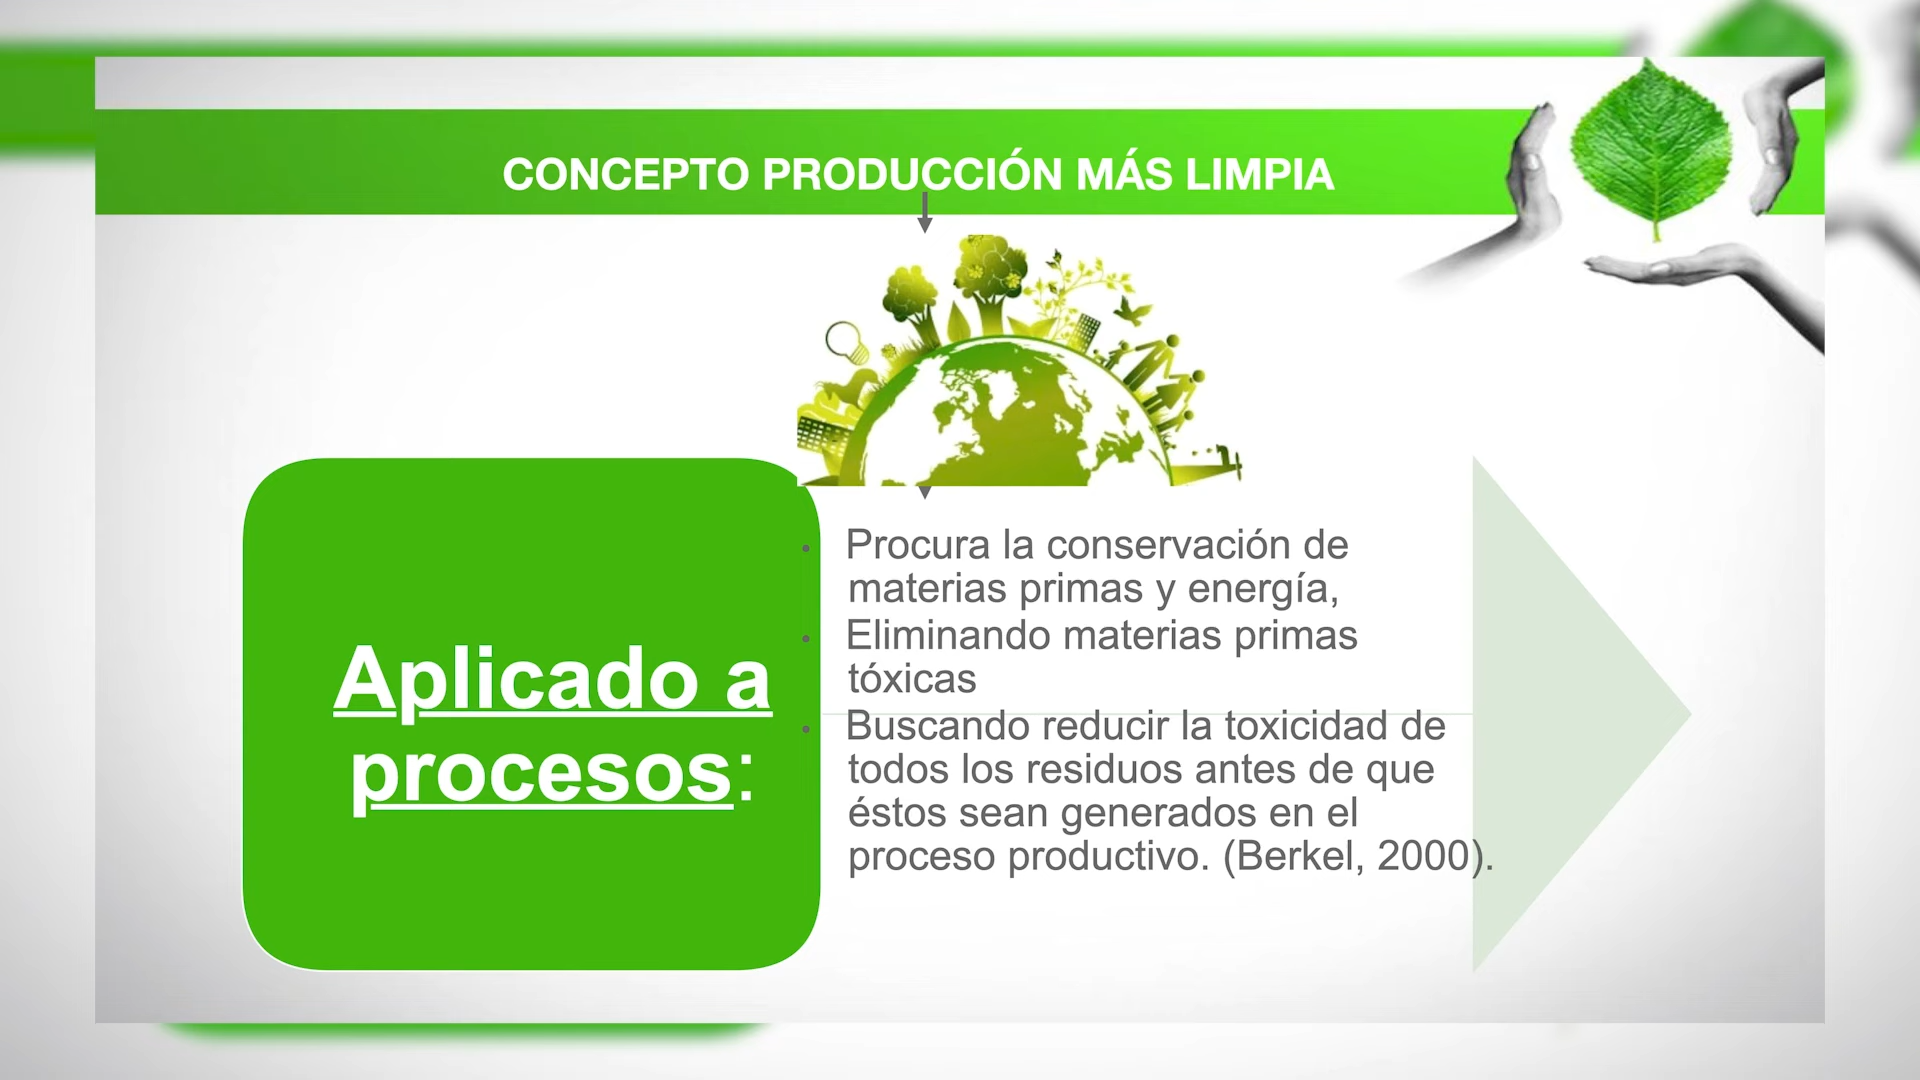 CONCEPTO PRODUCCIÓN MÁS LIMPIA
Aplicado a
procesos:
• Procura la conservación de
materias primas y energía,
• Eliminando materias primas
tóxicas
• Buscando reducir la toxicidad de
todos los residuos antes de que
éstos sean generados en el
proceso productivo. (Berkel, 2000).